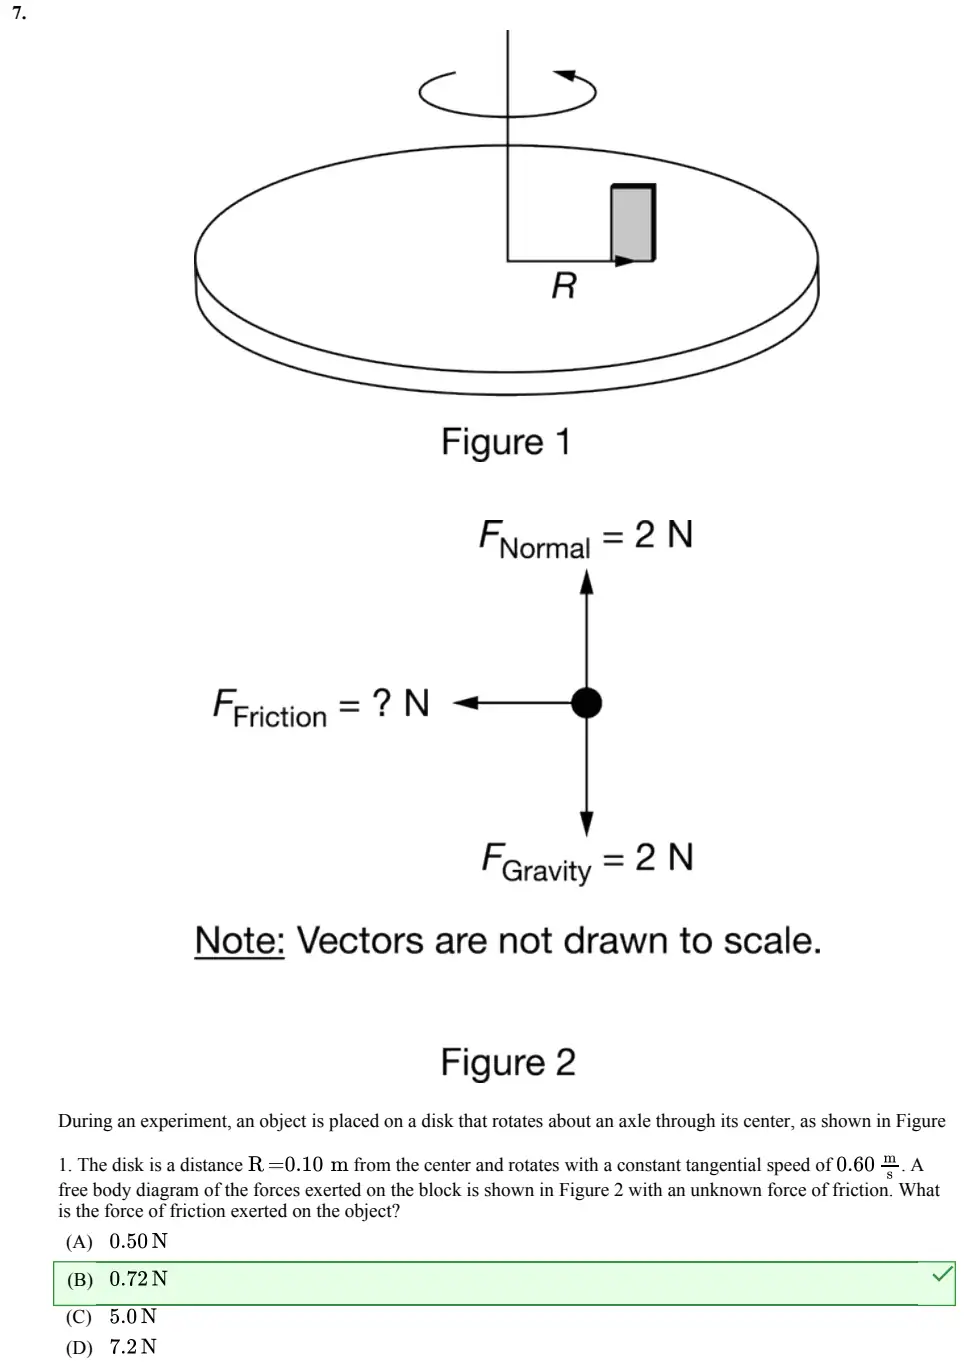 7.
R
Figure 1
F_Normal = 2 N
F_Friction = ? N
F_Gravity = 2 N
Note: Vectors are not drawn to scale.
Figure 2
During an experiment, an object is placed on a disk that rotates about an axle through its center, as shown in Figure
1. The disk is a distance R = 0.10 m from the center and rotates with a constant tangential speed of 0.60 m/s. A
free body diagram of the forces exerted on the block is shown in Figure 2 with an unknown force of friction. What
is the force of friction exerted on the object?
(A) 0.50 N
(B) 0.72 N
(C) 5.0 N
(D) 7.2 N